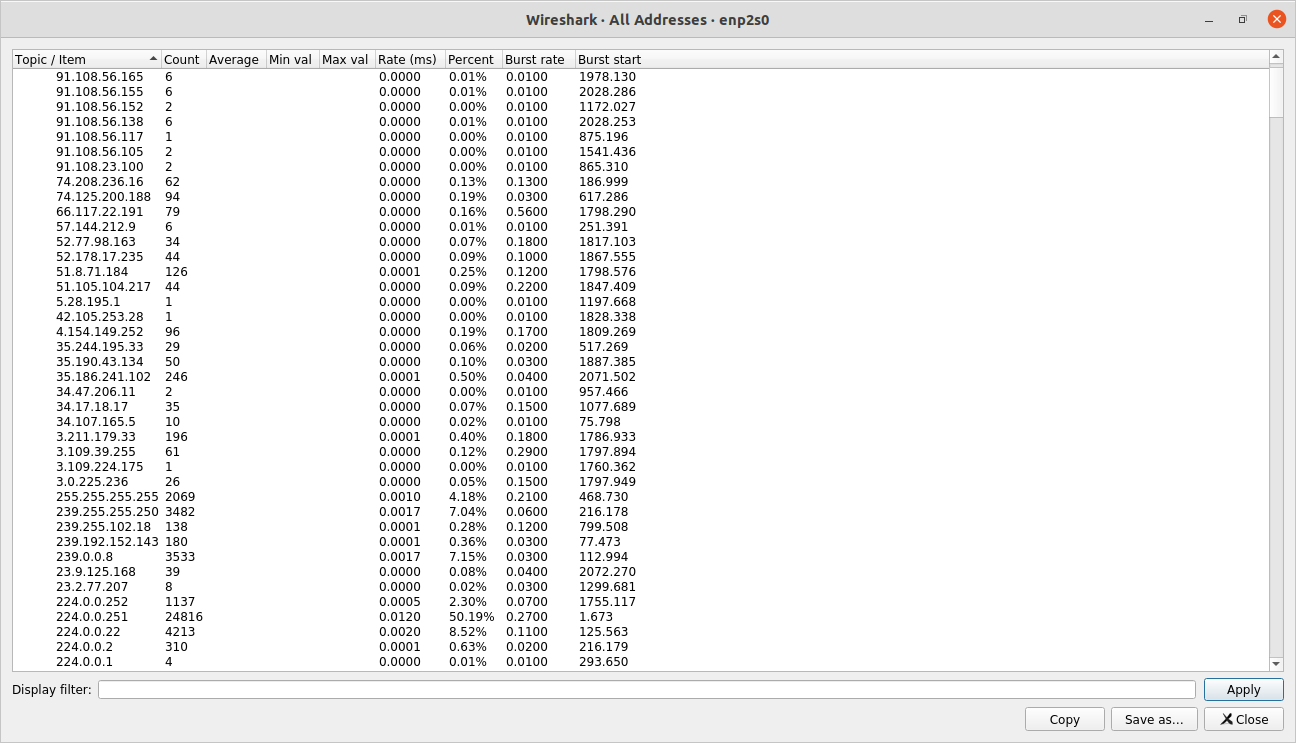 Wireshark · All Addresses · enp2s0
Topic / Item Count Average Min val Max val Rate (ms) Percent Burst rate Burst start
91.108.56.165 6 0.0000 0.01% 0.0100 1978.130
91.108.56.155 6 0.0000 0.01% 0.0100 2028.286
91.108.56.152 2 0.0000 0.00% 0.0100 1172.027
91.108.56.138 6 0.0000 0.01% 0.0100 2028.253
91.108.56.117 1 0.0000 0.00% 0.0100 875.196
91.108.56.105 2 0.0000 0.00% 0.0100 1541.436
91.108.23.100 2 0.0000 0.00% 0.0100 865.310
74.208.236.16 62 0.0000 0.13% 0.1300 186.999
74.125.200.188 94 0.0000 0.19% 0.0300 617.286
66.117.22.191 79 0.0000 0.16% 0.5600 1798.290
57.144.212.9 6 0.0000 0.01% 0.0100 251.391
52.77.98.163 34 0.0000 0.07% 0.1800 1817.103
52.178.17.235 44 0.0000 0.09% 0.1000 1867.555
51.8.71.184 126 0.0001 0.25% 0.1200 1798.576
51.105.104.217 44 0.0000 0.09% 0.2200 1847.409
5.28.195.1 1 0.0000 0.00% 0.0100 1197.668
42.105.253.28 1 0.0000 0.00% 0.0100 1828.338
4.154.149.252 96 0.0000 0.19% 0.1700 1809.269
35.244.195.33 29 0.0000 0.06% 0.0200 517.269
35.190.43.134 50 0.0000 0.10% 0.0300 1887.385
35.186.241.102 246 0.0001 0.50% 0.0400 2071.502
34.47.206.11 2 0.0000 0.00% 0.0100 957.466
34.17.18.17 35 0.0000 0.07% 0.1500 1077.689
34.107.165.5 10 0.0000 0.02% 0.0100 75.798
3.211.179.33 196 0.0001 0.40% 0.1800 1786.933
3.109.39.255 61 0.0000 0.12% 0.2900 1797.894
3.109.224.175 1 0.0000 0.00% 0.0100 1760.362
3.0.225.236 26 0.0000 0.05% 0.1500 1797.949
255.255.255.255 2069 0.0010 4.18% 0.2100 468.730
239.255.255.250 3482 0.0017 7.04% 0.0600 216.178
239.255.102.18 138 0.0001 0.28% 0.1200 799.508
239.192.152.143 180 0.0001 0.36% 0.0300 77.473
239.0.0.8 3533 0.0017 7.15% 0.0300 112.994
23.9.125.168 39 0.0000 0.08% 0.0400 2072.270
23.2.77.207 8 0.0000 0.02% 0.0300 1299.681
224.0.0.252 1137 0.0005 2.30% 0.0700 1755.117
224.0.0.251 24816 0.0120 50.19% 0.2700 1.673
224.0.0.22 4213 0.0020 8.52% 0.1100 125.563
224.0.0.2 310 0.0001 0.63% 0.0200 216.179
224.0.0.1 4 0.0000 0.01% 0.0100 293.650
Display filter: Apply
Copy Save as... Close